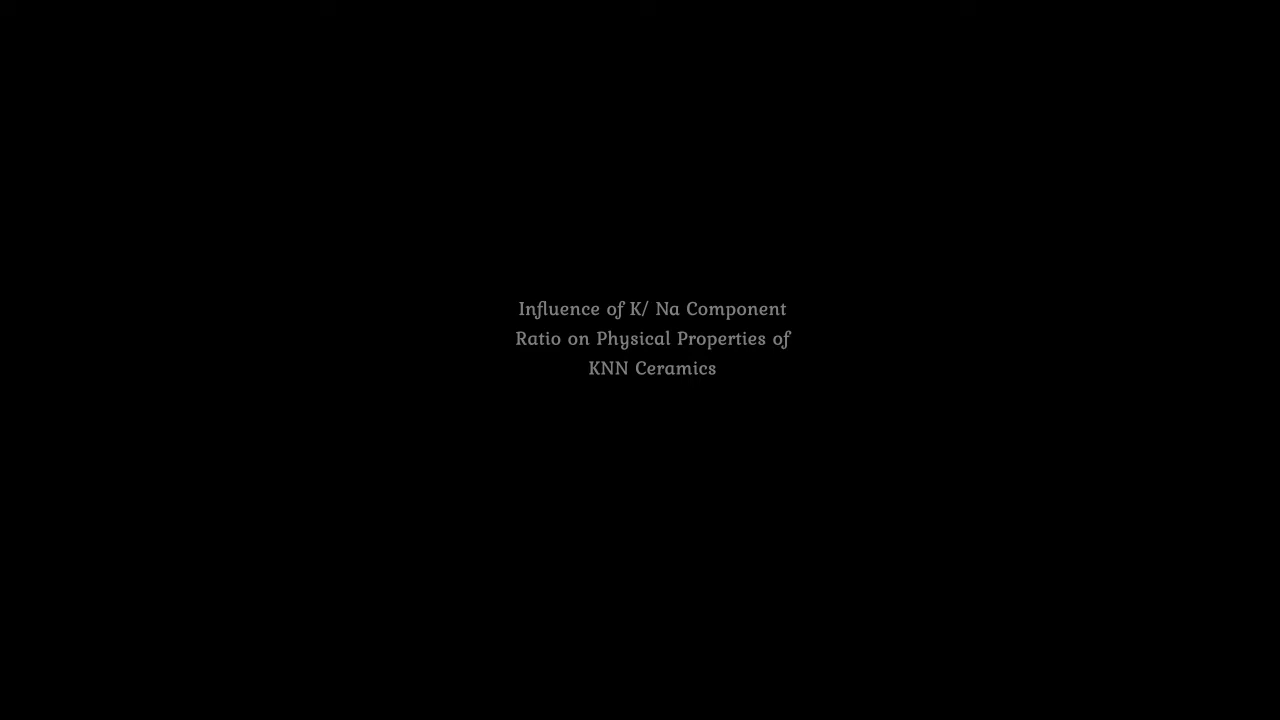 Influence of K/ Na Component
Ratio on Physical Properties of
KNN Ceramics